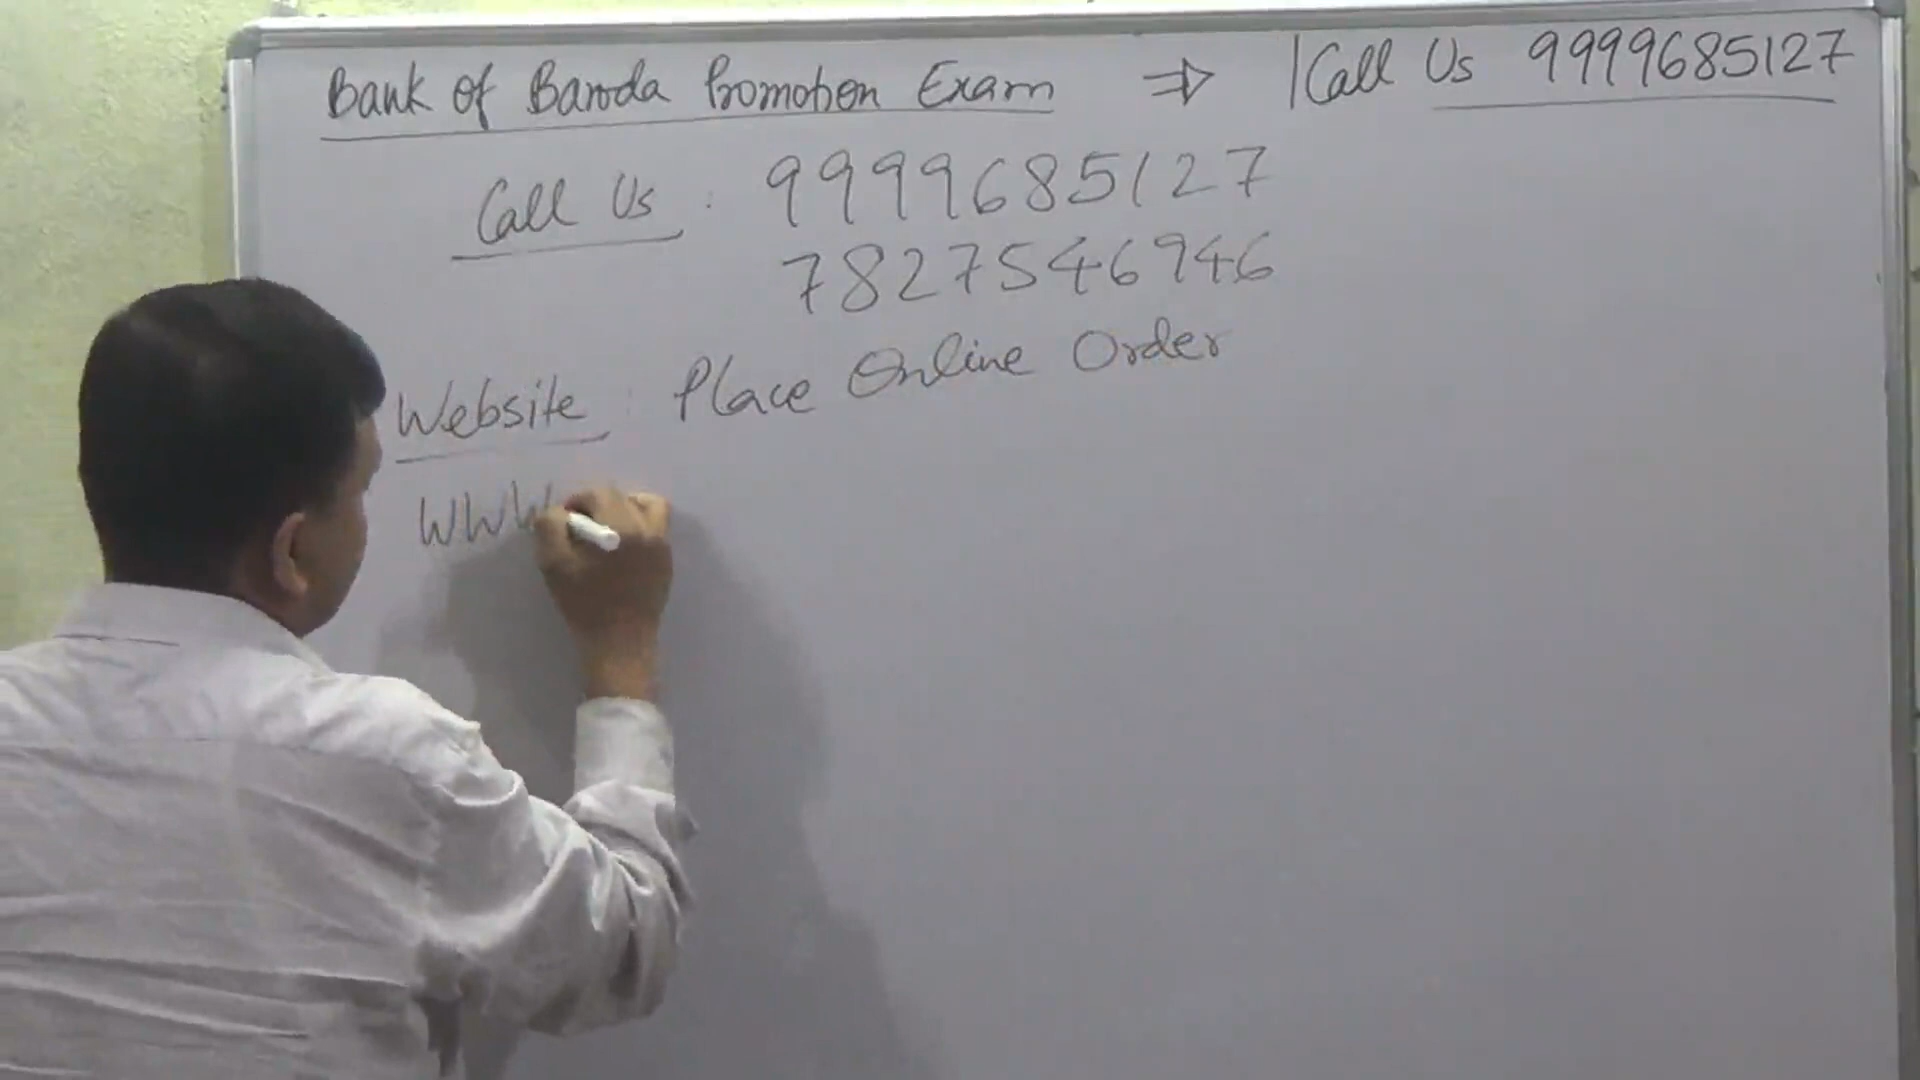 Bank of Baroda Promotion Exam ⇒ Call Us 9999685127
Call Us : 9999685127
7827546946
Website : Place Online Order
WWW